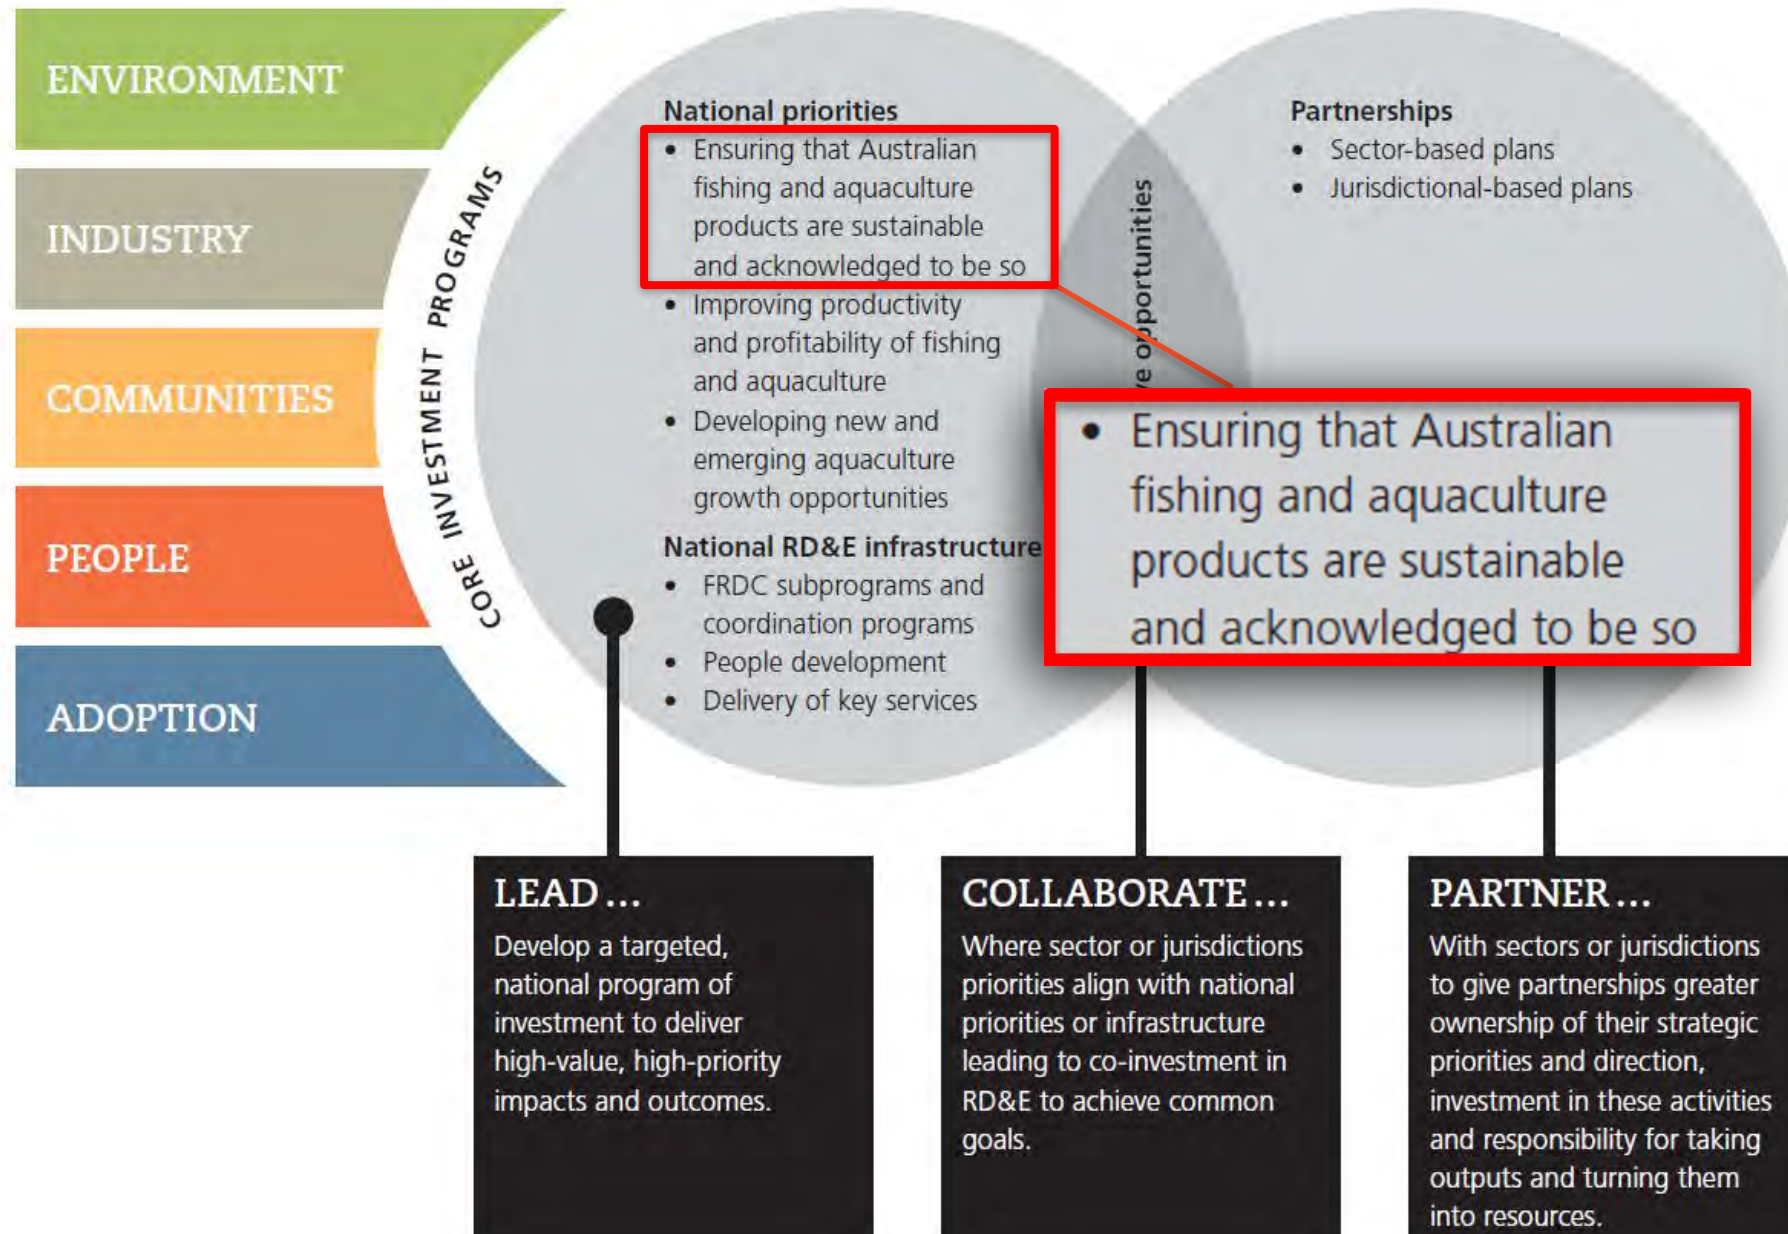 ENVIRONMENT
INDUSTRY
COMMUNITIES
PEOPLE
ADOPTION
CORE INVESTMENT PROGRAMS
National priorities
• Ensuring that Australian
fishing and aquaculture
products are sustainable
and acknowledged to be so
• Improving productivity
and profitability of fishing
and aquaculture
• Developing new and
emerging aquaculture
growth opportunities
National RD&E infrastructure
• FRDC subprograms and
coordination programs
• People development
• Delivery of key services
opportunities
Partnerships
• Sector-based plans
• Jurisdictional-based plans
• Ensuring that Australian
fishing and aquaculture
products are sustainable
and acknowledged to be so
LEAD...
Develop a targeted,
national program of
investment to deliver
high-value, high-priority
impacts and outcomes.
COLLABORATE...
Where sector or jurisdictions
priorities align with national
priorities or infrastructure
leading to co-investment in
RD&E to achieve common
goals.
PARTNER...
With sectors or jurisdictions
to give partnerships greater
ownership of their strategic
priorities and direction,
investment in these activities
and responsibility for taking
outputs and turning them
into resources.